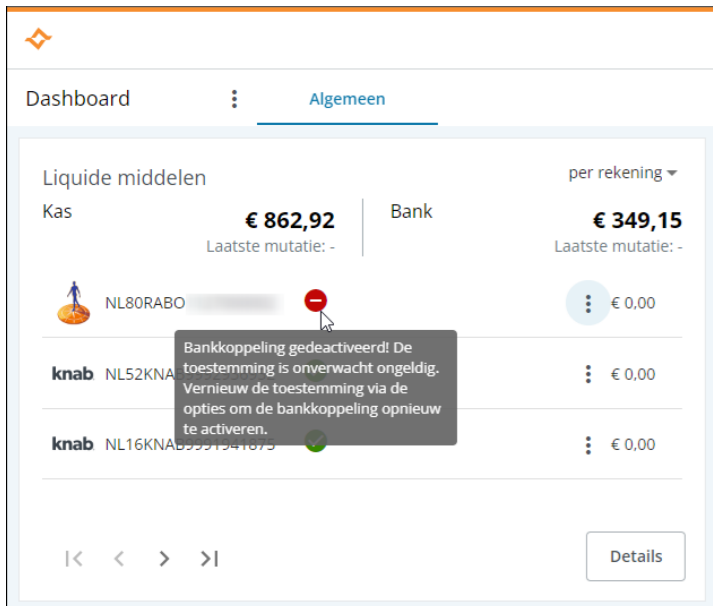 Dashboard
Algemeen
Liquide middelen
per rekening
Kas
€ 862,92
Laatste mutatie: -
Bank
€ 349,15
Laatste mutatie: -
NL80RABO
€ 0,00
Bankkoppeling gedeactiveerd! De
toestemming is onverwacht ongeldig.
Vernieuw de toestemming via de
opties om de bankkoppeling opnieuw
te activeren.
knab
€ 0,00
knab NL16KNAB9991941875
€ 0,00
Details